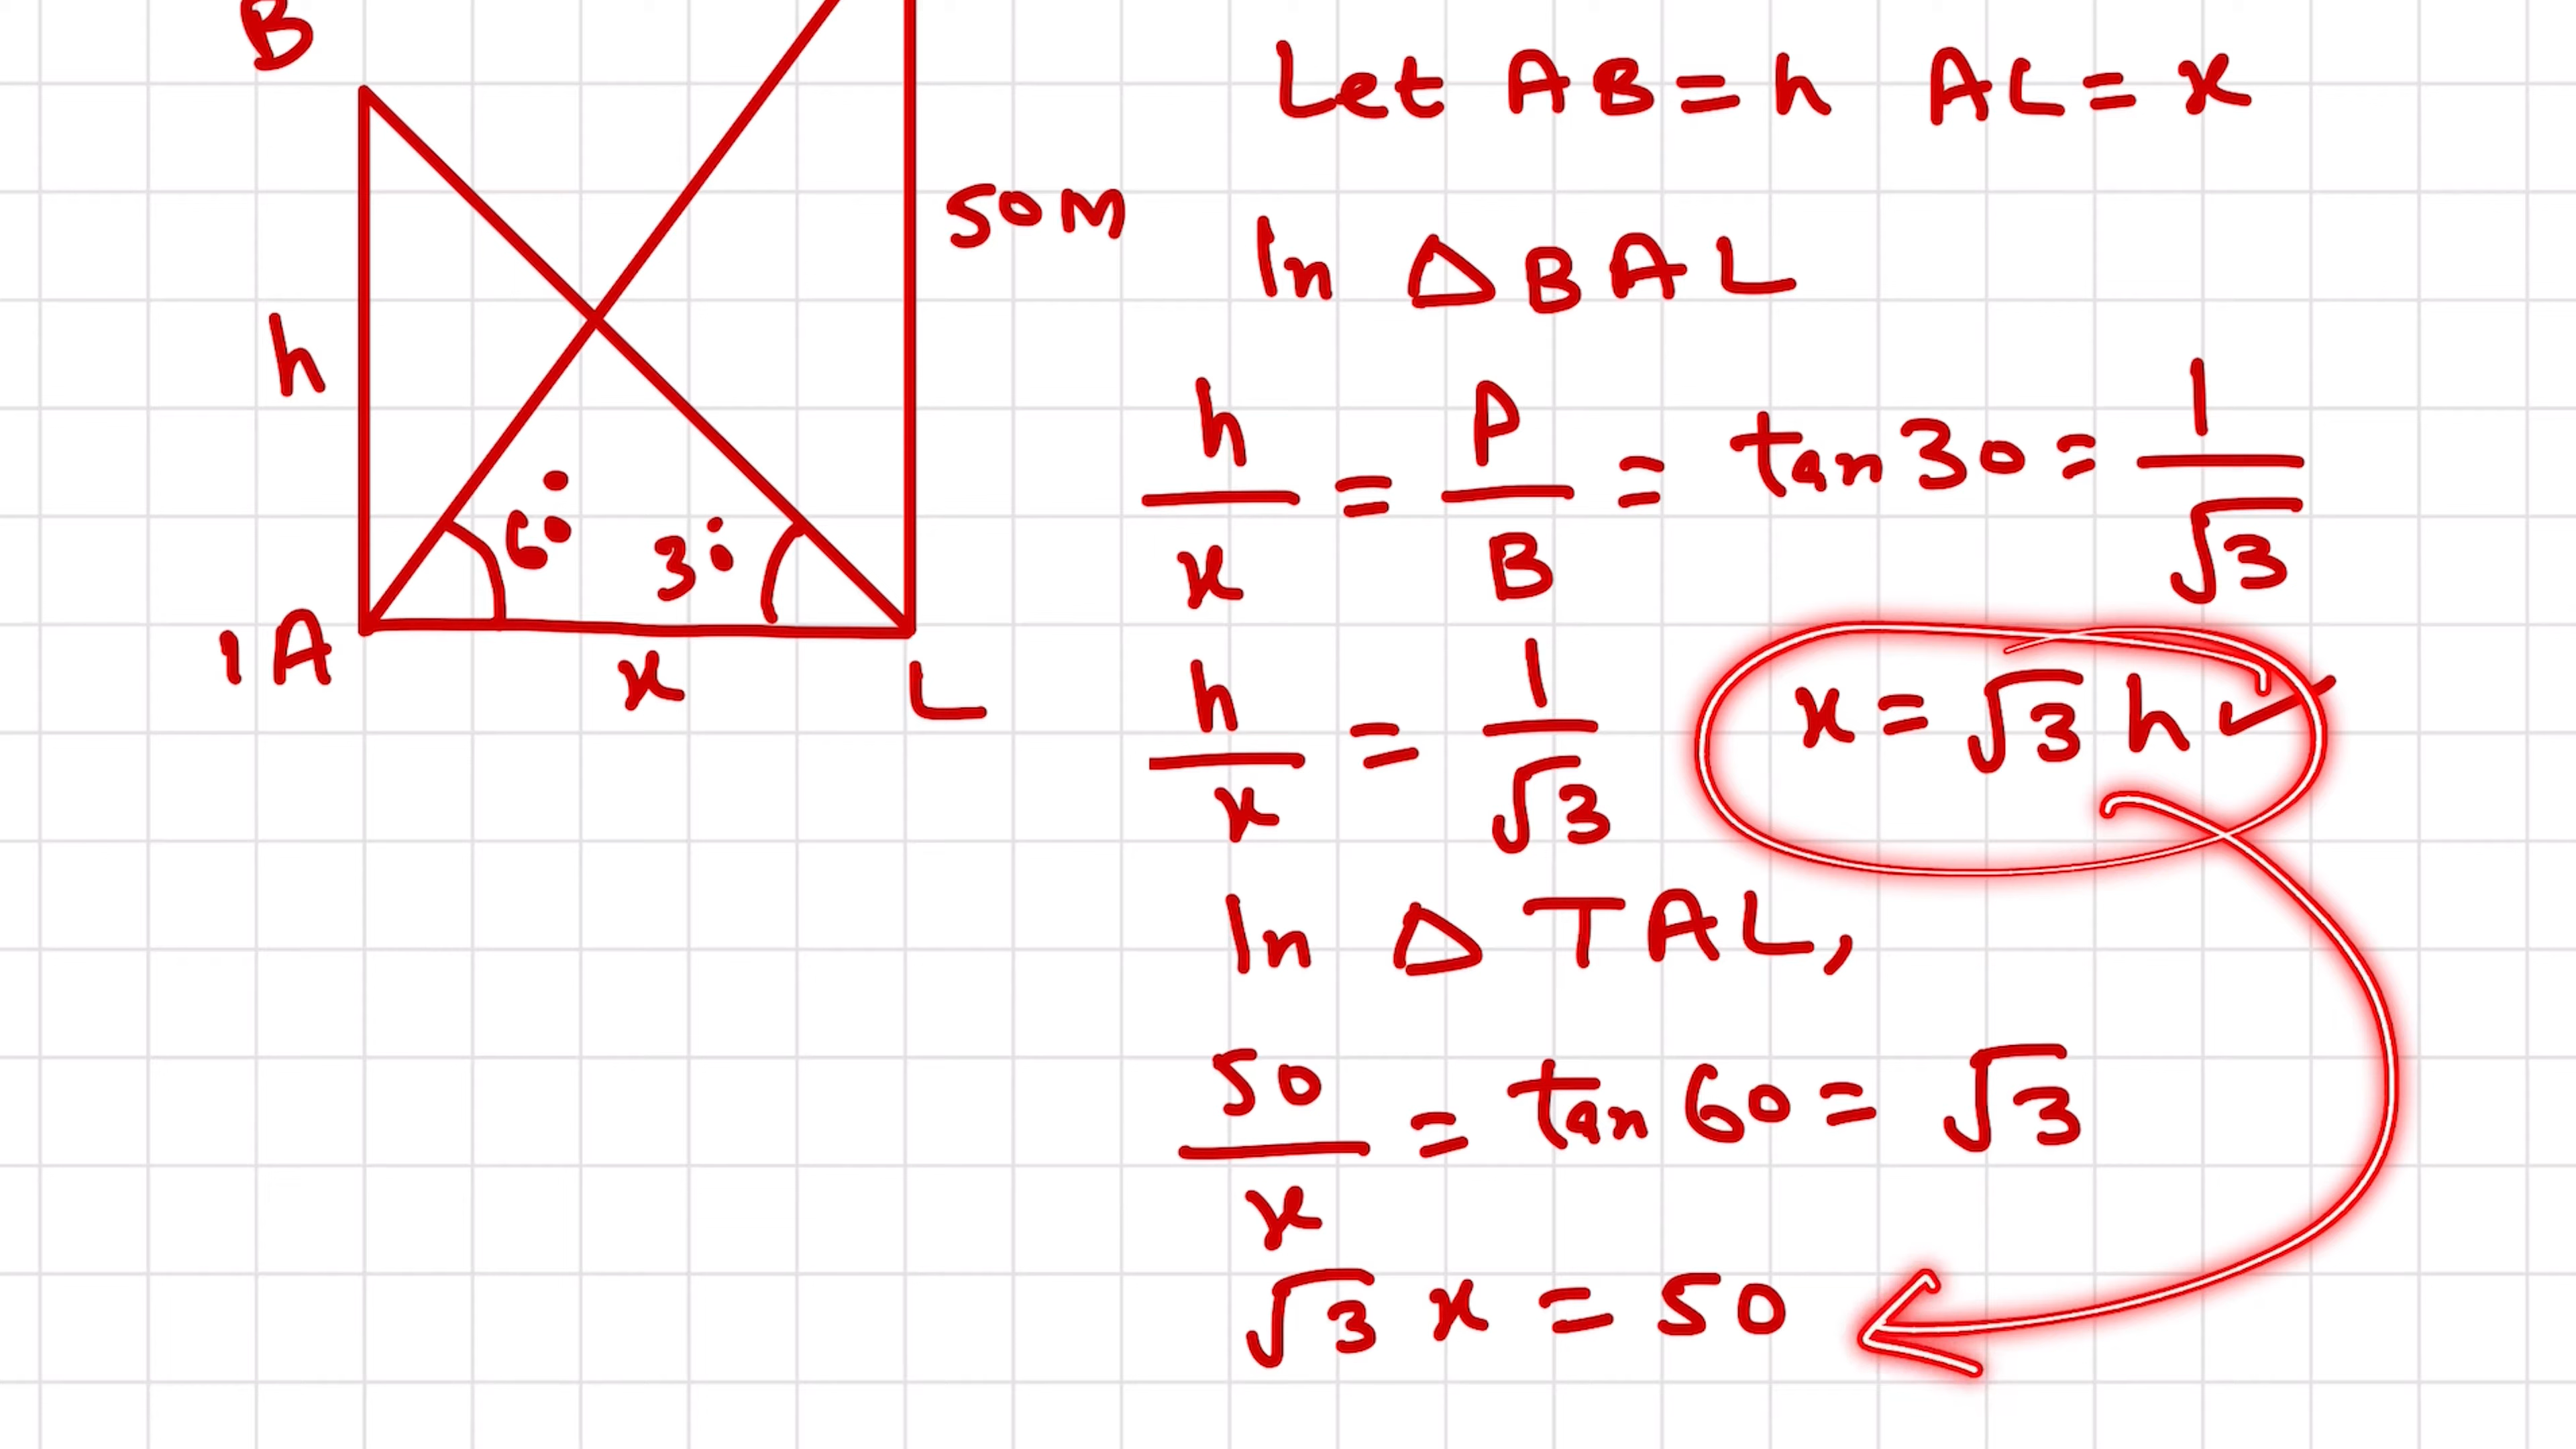 B
h
60°
30°
1A
x
L
50M
Let AB = h AL = x
In △BAL
h/x = P/B = tan30 = 1/√3
h/x = 1/√3 x = √3 h ✓
In △TAL,
50/x = tan60 = √3
√3 x = 50